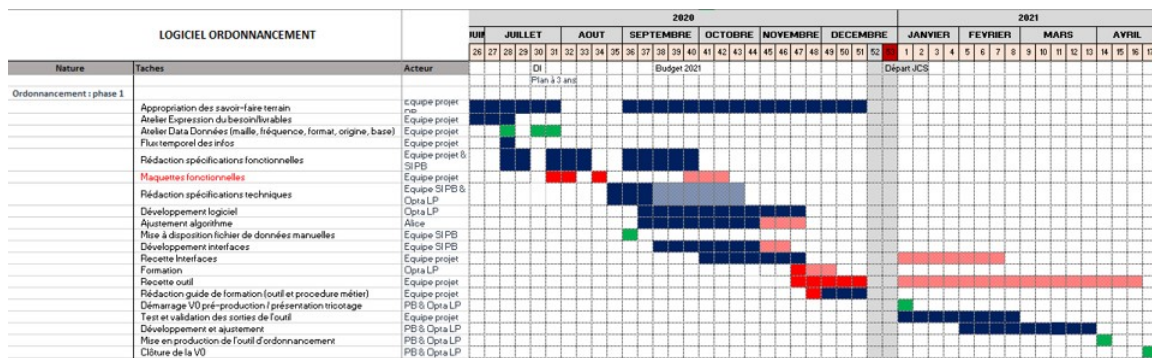 2020 2021
LOGICIEL ORDONNANCEMENT
JUIN JUILLET AOUT SEPTEMBRE OCTOBRE NOVEMBRE DECEMBRE JANVIER FEVRIER MARS AVRIL
26 27 28 29 30 31 32 33 34 35 36 37 38 39 40 41 42 43 44 45 46 47 48 49 50 51 52 53 1 2 3 4 5 6 7 8 9 10 11 12 13 14 15 16 17
Nature Taches Acteur DI Budget 2021 Départ JCS
Plan à 3 ans
Ordonnancement : phase 1
Appropriation des savoir-faire terrain Equipe projet
Atelier Expression du besoin/livrables Equipe projet
Atelier Data Données (maille, fréquence, format, origine, base) Equipe projet
Flux temporel des infos Equipe projet
Rédaction spécifications fonctionnelles Equipe projet & SI PB
Maquettes fonctionnelles Equipe projet
Rédaction spécifications techniques Equipe SI PB & Opta LP
Développement logiciel Opta LP
Ajustement algorithme Alice
Mise à disposition fichier de données manuelles
Développement interfaces Equipe SI PB
Recette Interfaces Equipe projet
Formation Opta LP
Recette outil Equipe projet
Rédaction guide de formation (outil et procedure métier) Equipe projet
Démarrage V0 pré-production / présentation tricotage PB & Opta LP
Test et validation des sorties de l'outil Equipe projet
Développement et ajustement PB & Opta LP
Mise en production de l'outil d'ordonnancement PB & Opta LP
Clôture de la V0 PB & Opta LP